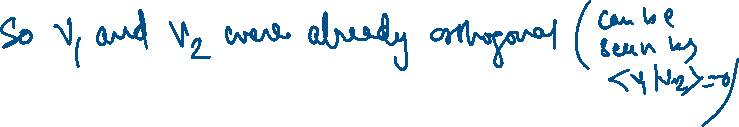 So V₁ and V₂ were already orthogonal (can be
seen by
<V₁|V₂>=0)